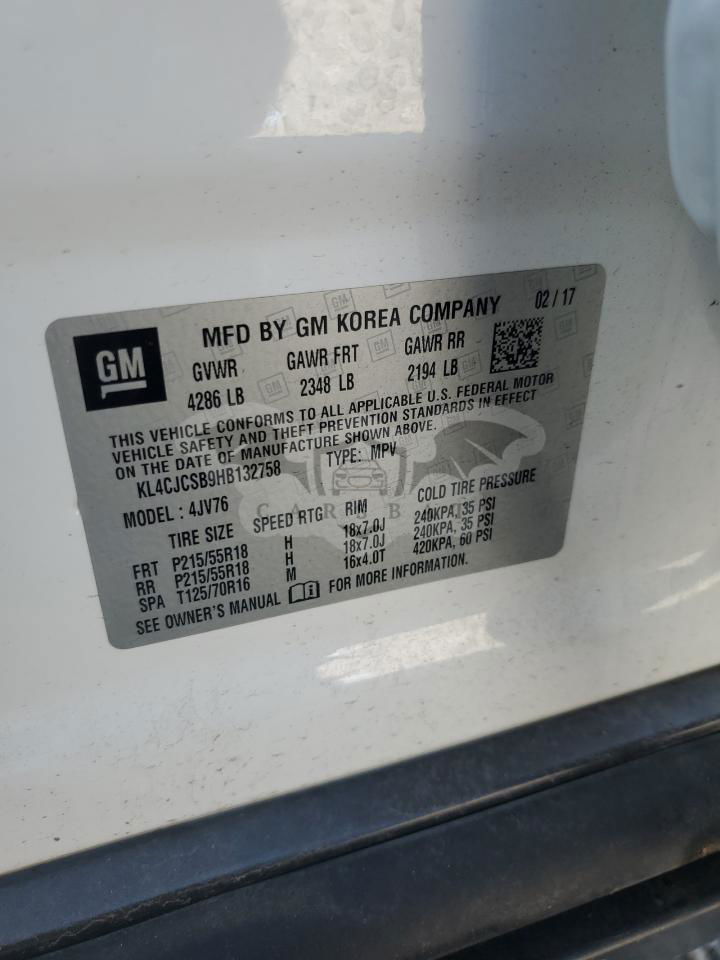 GM
MFD BY GM KOREA COMPANY 02 / 17
GVWR GAWR FRT GAWR RR
4286 LB 2348 LB 2194 LB
THIS VEHICLE CONFORMS TO ALL APPLICABLE U.S. FEDERAL MOTOR
VEHICLE SAFETY AND THEFT PREVENTION STANDARDS IN EFFECT
ON THE DATE OF MANUFACTURE SHOWN ABOVE.
KL4CJCSB9HB132758 TYPE: MPV
MODEL : 4JV76
TIRE SIZE SPEED RTG RIM COLD TIRE PRESSURE
FRT P215/55R18 H 18x7.0J 240KPA, 35 PSI
RR P215/55R18 H 18x7.0J 240KPA, 35 PSI
SPA T125/70R16 M 16x4.0T 420KPA, 60 PSI
SEE OWNER'S MANUAL FOR MORE INFORMATION.